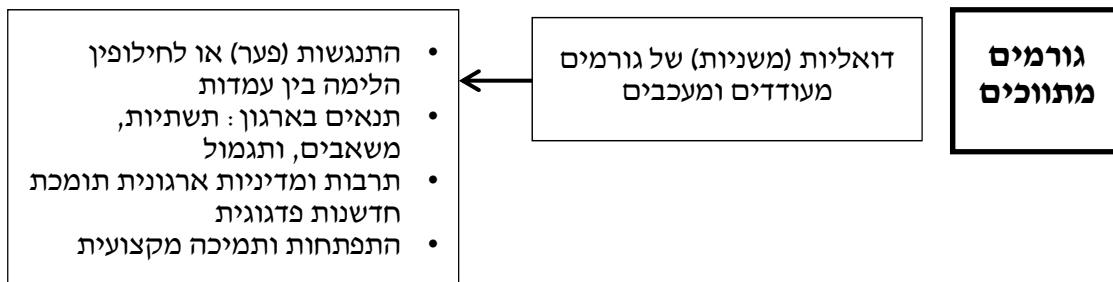 גורמים
מתווכים
דואליות (משניות) של גורמים
מעודדים ומעכבים
• התנגשות (פער) או לחילופין
הלימה בין עמדות
• תנאים בארגון: תשתיות,
משאבים, ותגמול
• תרבות ומדיניות ארגונית תומכת
חדשנות פדגוגית
• התפתחות ותמיכה מקצועית